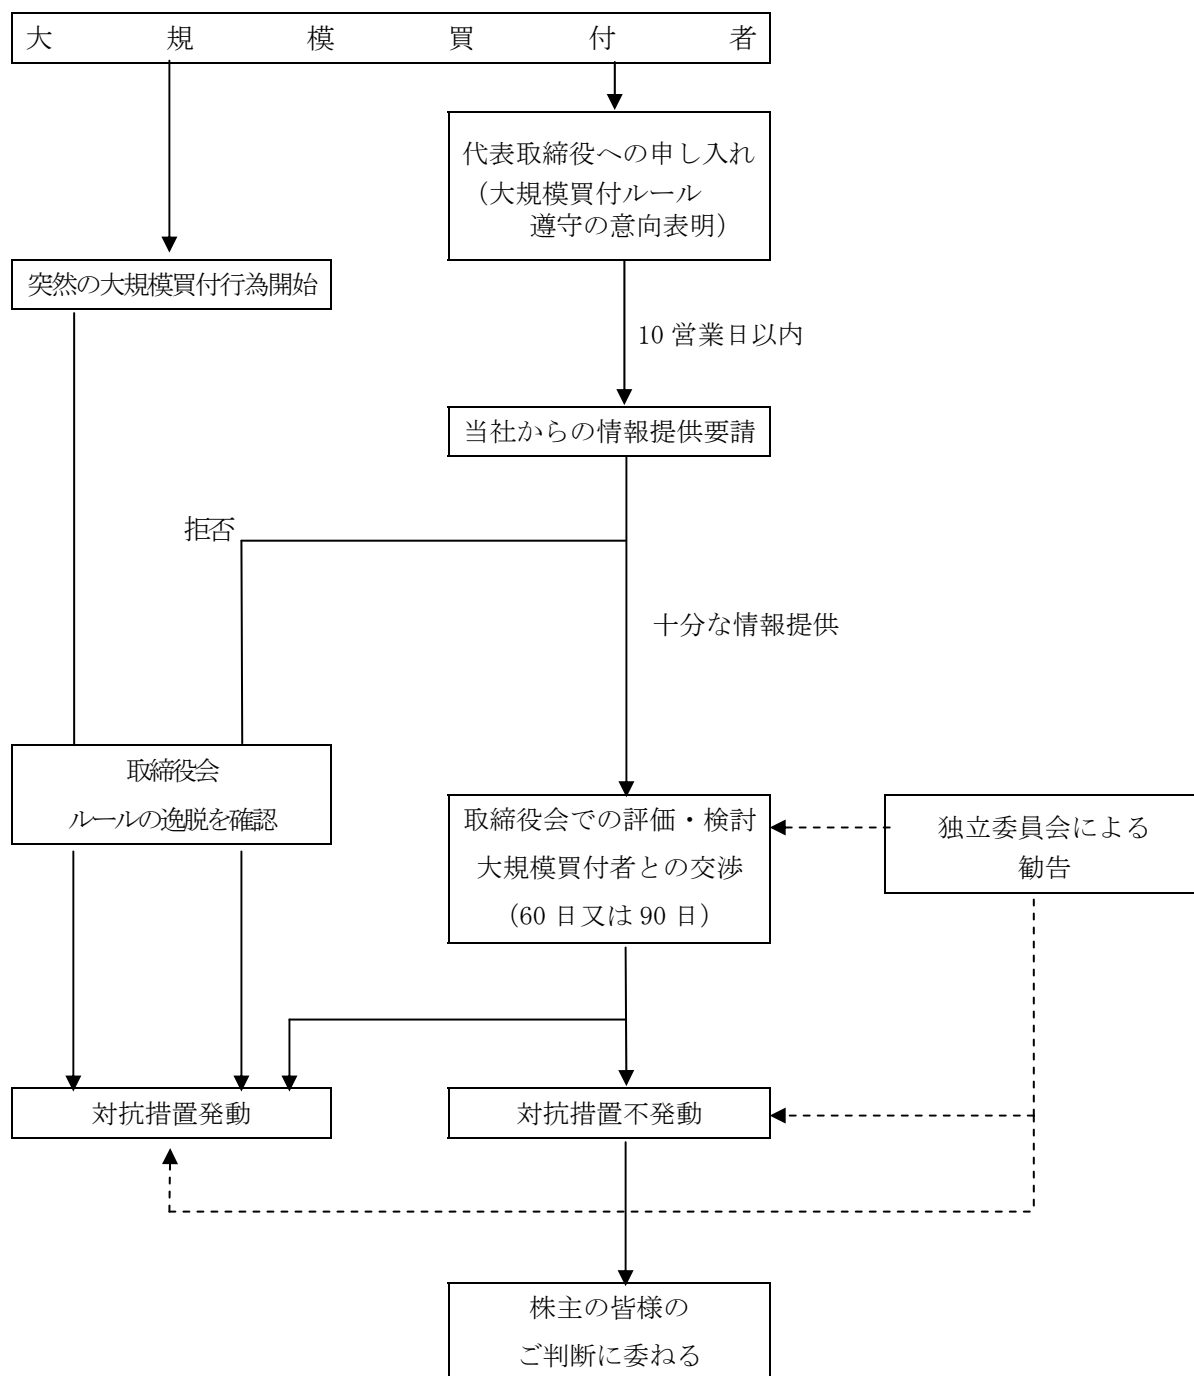 大規模買付者
代表取締役への申し入れ
（大規模買付ルール
遵守の意向表明）
突然の大規模買付行為開始
10 営業日以内
当社からの情報提供要請
拒否
十分な情報提供
取締役会
ルールの逸脱を確認
取締役会での評価・検討
大規模買付者との交渉
（60 日又は 90 日）
独立委員会による
勧告
対抗措置発動
対抗措置不発動
株主の皆様の
ご判断に委ねる